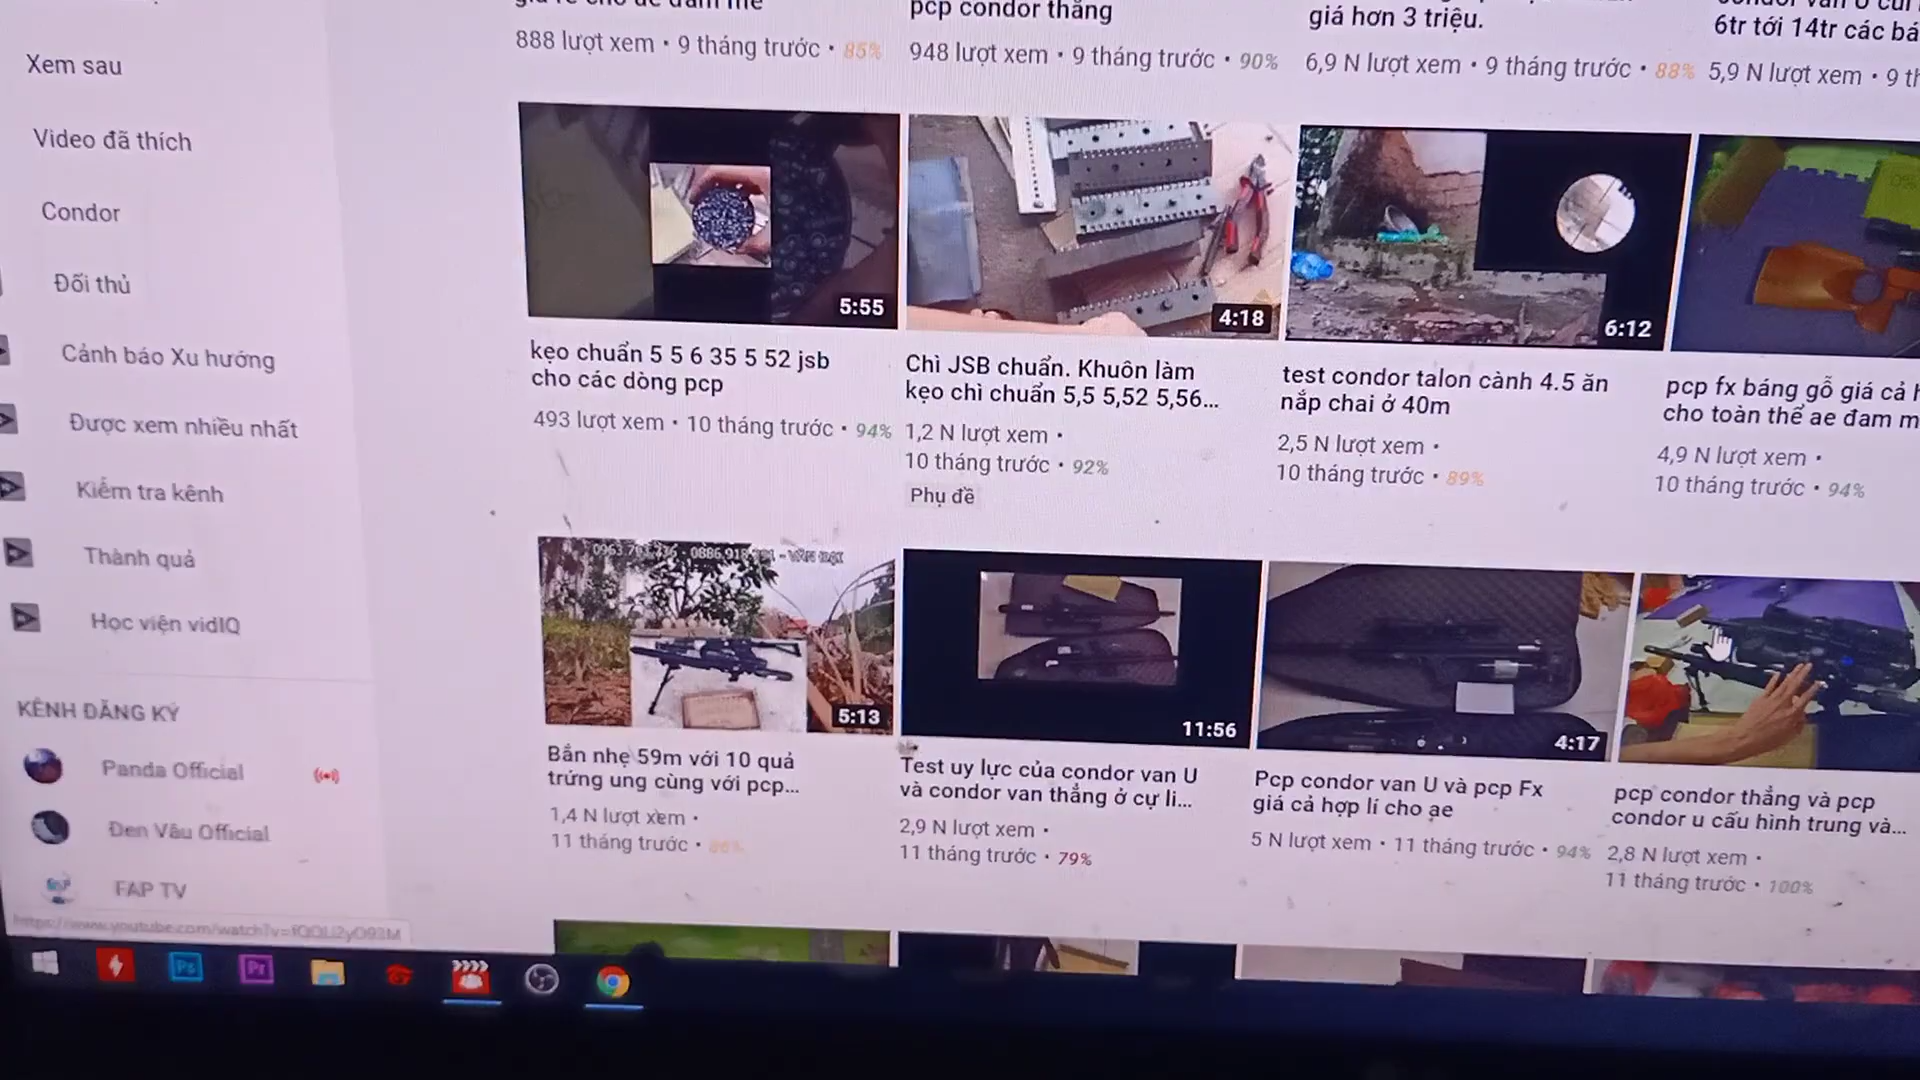 pcp condor thẳng
giá hơn 3 triệu.
6tr tới 14tr các
888 lượt xem • 9 tháng trước • 85%
948 lượt xem • 9 tháng trước • 90%
6,9 N lượt xem • 9 tháng trước • 88%
5,9 N lượt xem • 9
Xem sau
Video đã thích
Condor
Đối thủ
Cảnh báo Xu hướng
Được xem nhiều nhất
Kiểm tra kênh
Thành quả
Học viện vidIQ
KÊNH ĐĂNG KÝ
Panda Official
Đen Vâu Official
FAP TV
5:55
kẹo chuẩn 5 5 6 35 5 52 jsb
cho các dòng pcp
493 lượt xem • 10 tháng trước • 94%
4:18
Chì JSB chuẩn. Khuôn làm
kẹo chì chuẩn 5,5 5,52 5,56...
1,2 N lượt xem •
10 tháng trước • 92%
Phụ đề
6:12
test condor talon cành 4.5 ăn
nắp chai ở 40m
2,5 N lượt xem •
10 tháng trước • 89%
pcp fx báng gỗ giá cả
cho toàn thể ae đam
4,9 N lượt xem •
10 tháng trước • 94%
5:13
Bắn nhẹ 59m với 10 quả
trứng ung cùng với pcp...
1,4 N lượt xem •
11 tháng trước •
11:56
Test uy lực của condor van U
và condor van thẳng ở cự li...
2,9 N lượt xem •
11 tháng trước • 79%
4:17
Pcp condor van U và pcp Fx
giá cả hợp lí cho ae
5 N lượt xem • 11 tháng trước • 94%
pcp condor thẳng và pcp
condor u cấu hình trung và...
2,8 N lượt xem •
11 tháng trước • 100%
Ps
Pr